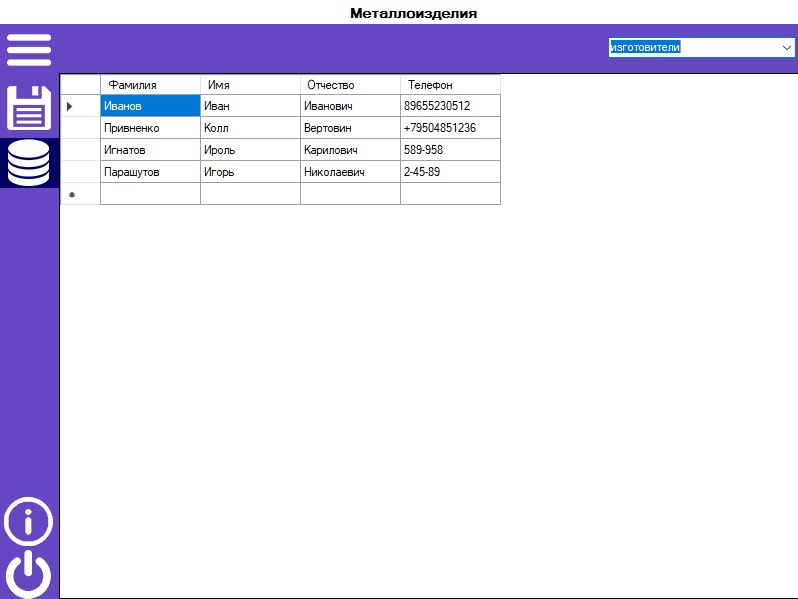 Металлоизделия
изготовители
Фамилия Имя Отчество Телефон
Иванов Иван Иванович 89655230512
Привненко Колл Вертовин +79504851236
Игнатов Ироль Карилович 589-958
Парашутов Игорь Николаевич 2-45-89